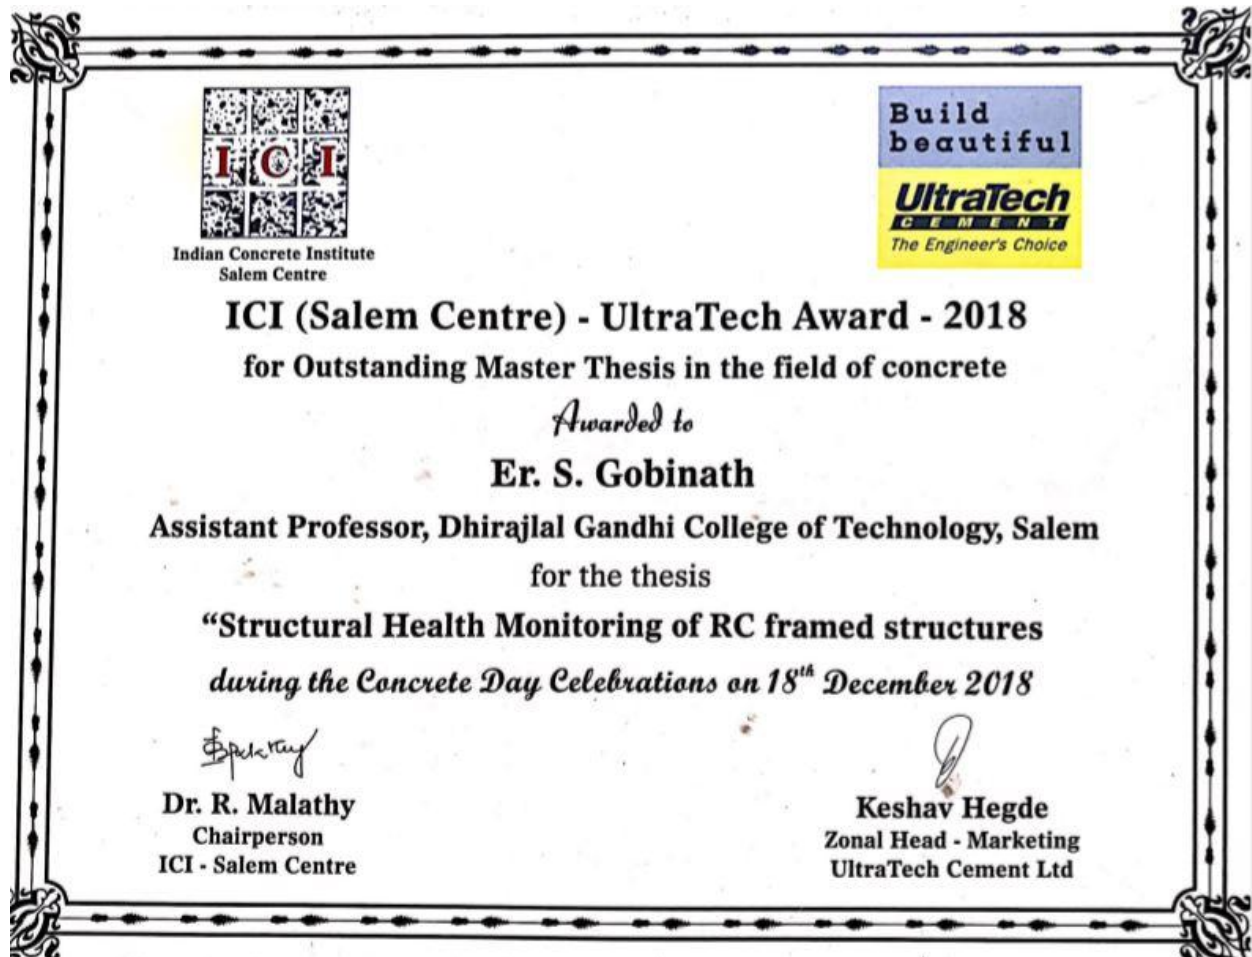 I C I
Indian Concrete Institute
Salem Centre
Build
beautiful
UltraTech
CEMENT
The Engineer's Choice
ICI (Salem Centre) - UltraTech Award - 2018
for Outstanding Master Thesis in the field of concrete
Awarded to
Er. S. Gobinath
Assistant Professor, Dhirajlal Gandhi College of Technology, Salem
for the thesis
“Structural Health Monitoring of RC framed structures
during the Concrete Day Celebrations on 18th December 2018
Dr. R. Malathy
Chairperson
ICI - Salem Centre
Keshav Hegde
Zonal Head - Marketing
UltraTech Cement Ltd